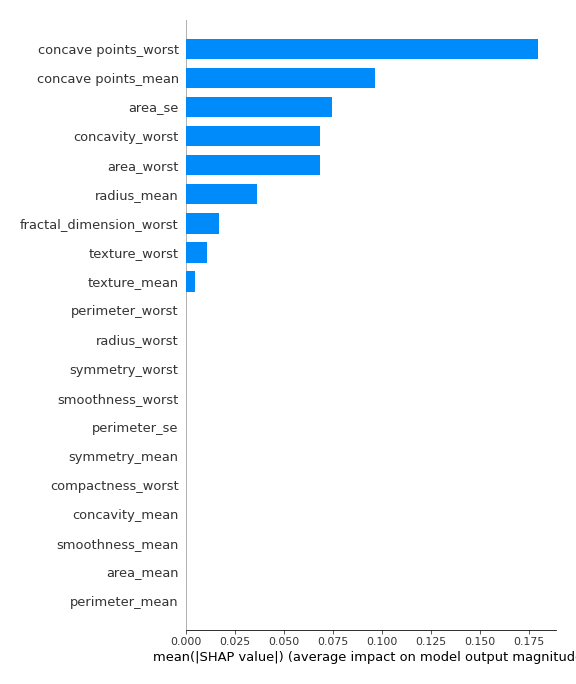 concave points_worst
concave points_mean
area_se
concavity_worst
area_worst
radius_mean
fractal_dimension_worst
texture_worst
texture_mean
perimeter_worst
radius_worst
symmetry_worst
smoothness_worst
perimeter_se
symmetry_mean
compactness_worst
concavity_mean
smoothness_mean
area_mean
perimeter_mean
0.000 0.025 0.050 0.075 0.100 0.125 0.150 0.175
mean(|SHAP value|) (average impact on model output magnitude